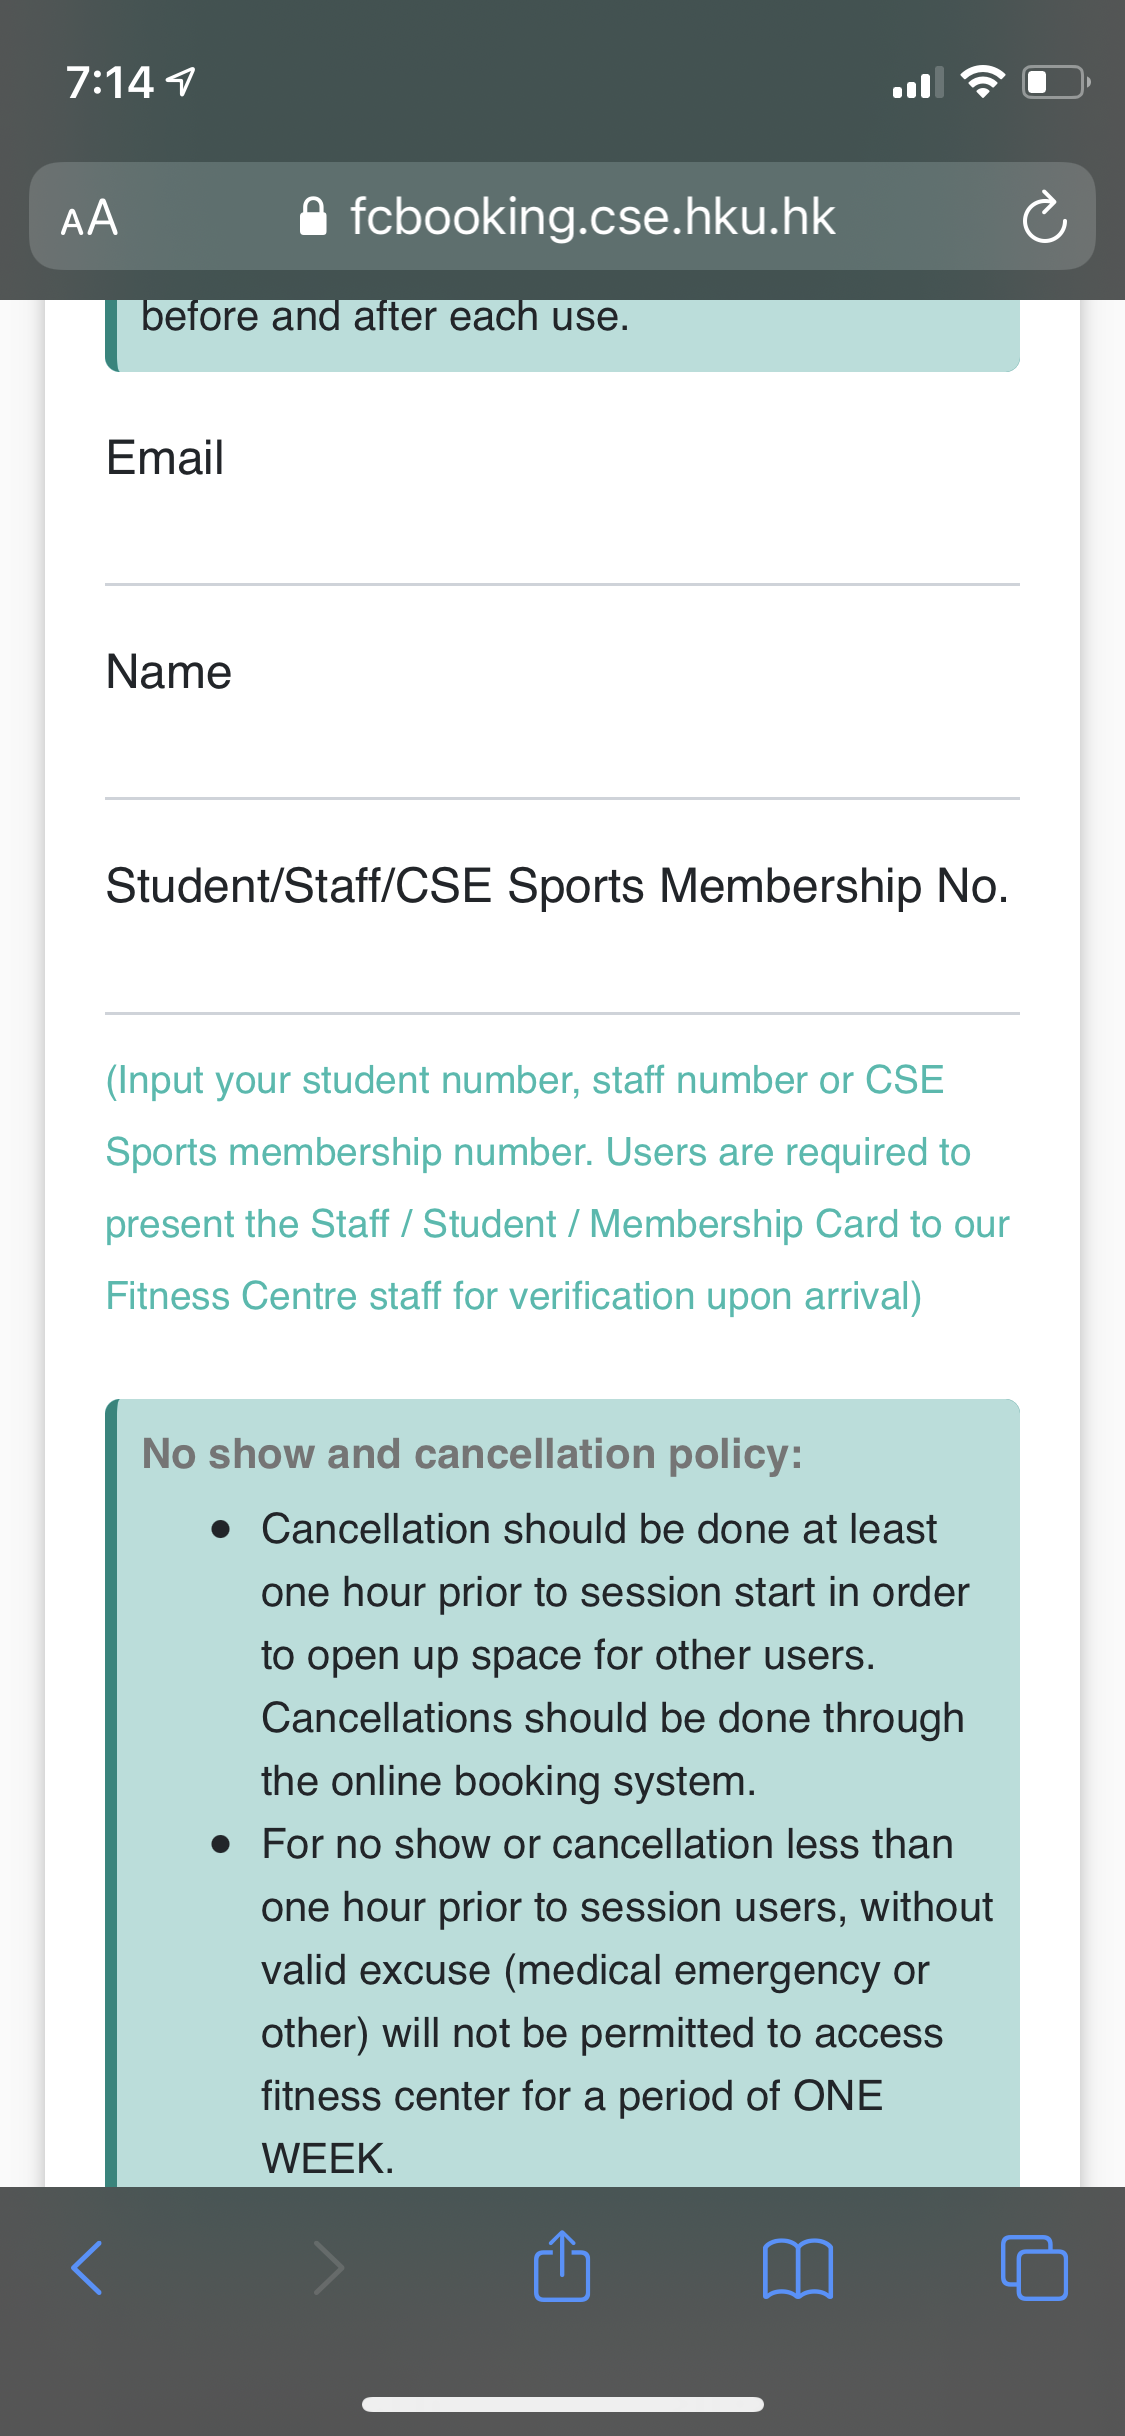 7:14
AA fcbooking.cse.hku.hk
before and after each use.
Email
Name
Student/Staff/CSE Sports Membership No.
(Input your student number, staff number or CSE
Sports membership number. Users are required to
present the Staff / Student / Membership Card to our
Fitness Centre staff for verification upon arrival)
No show and cancellation policy:
● Cancellation should be done at least
one hour prior to session start in order
to open up space for other users.
Cancellations should be done through
the online booking system.
● For no show or cancellation less than
one hour prior to session users, without
valid excuse (medical emergency or
other) will not be permitted to access
fitness center for a period of ONE
WEEK.